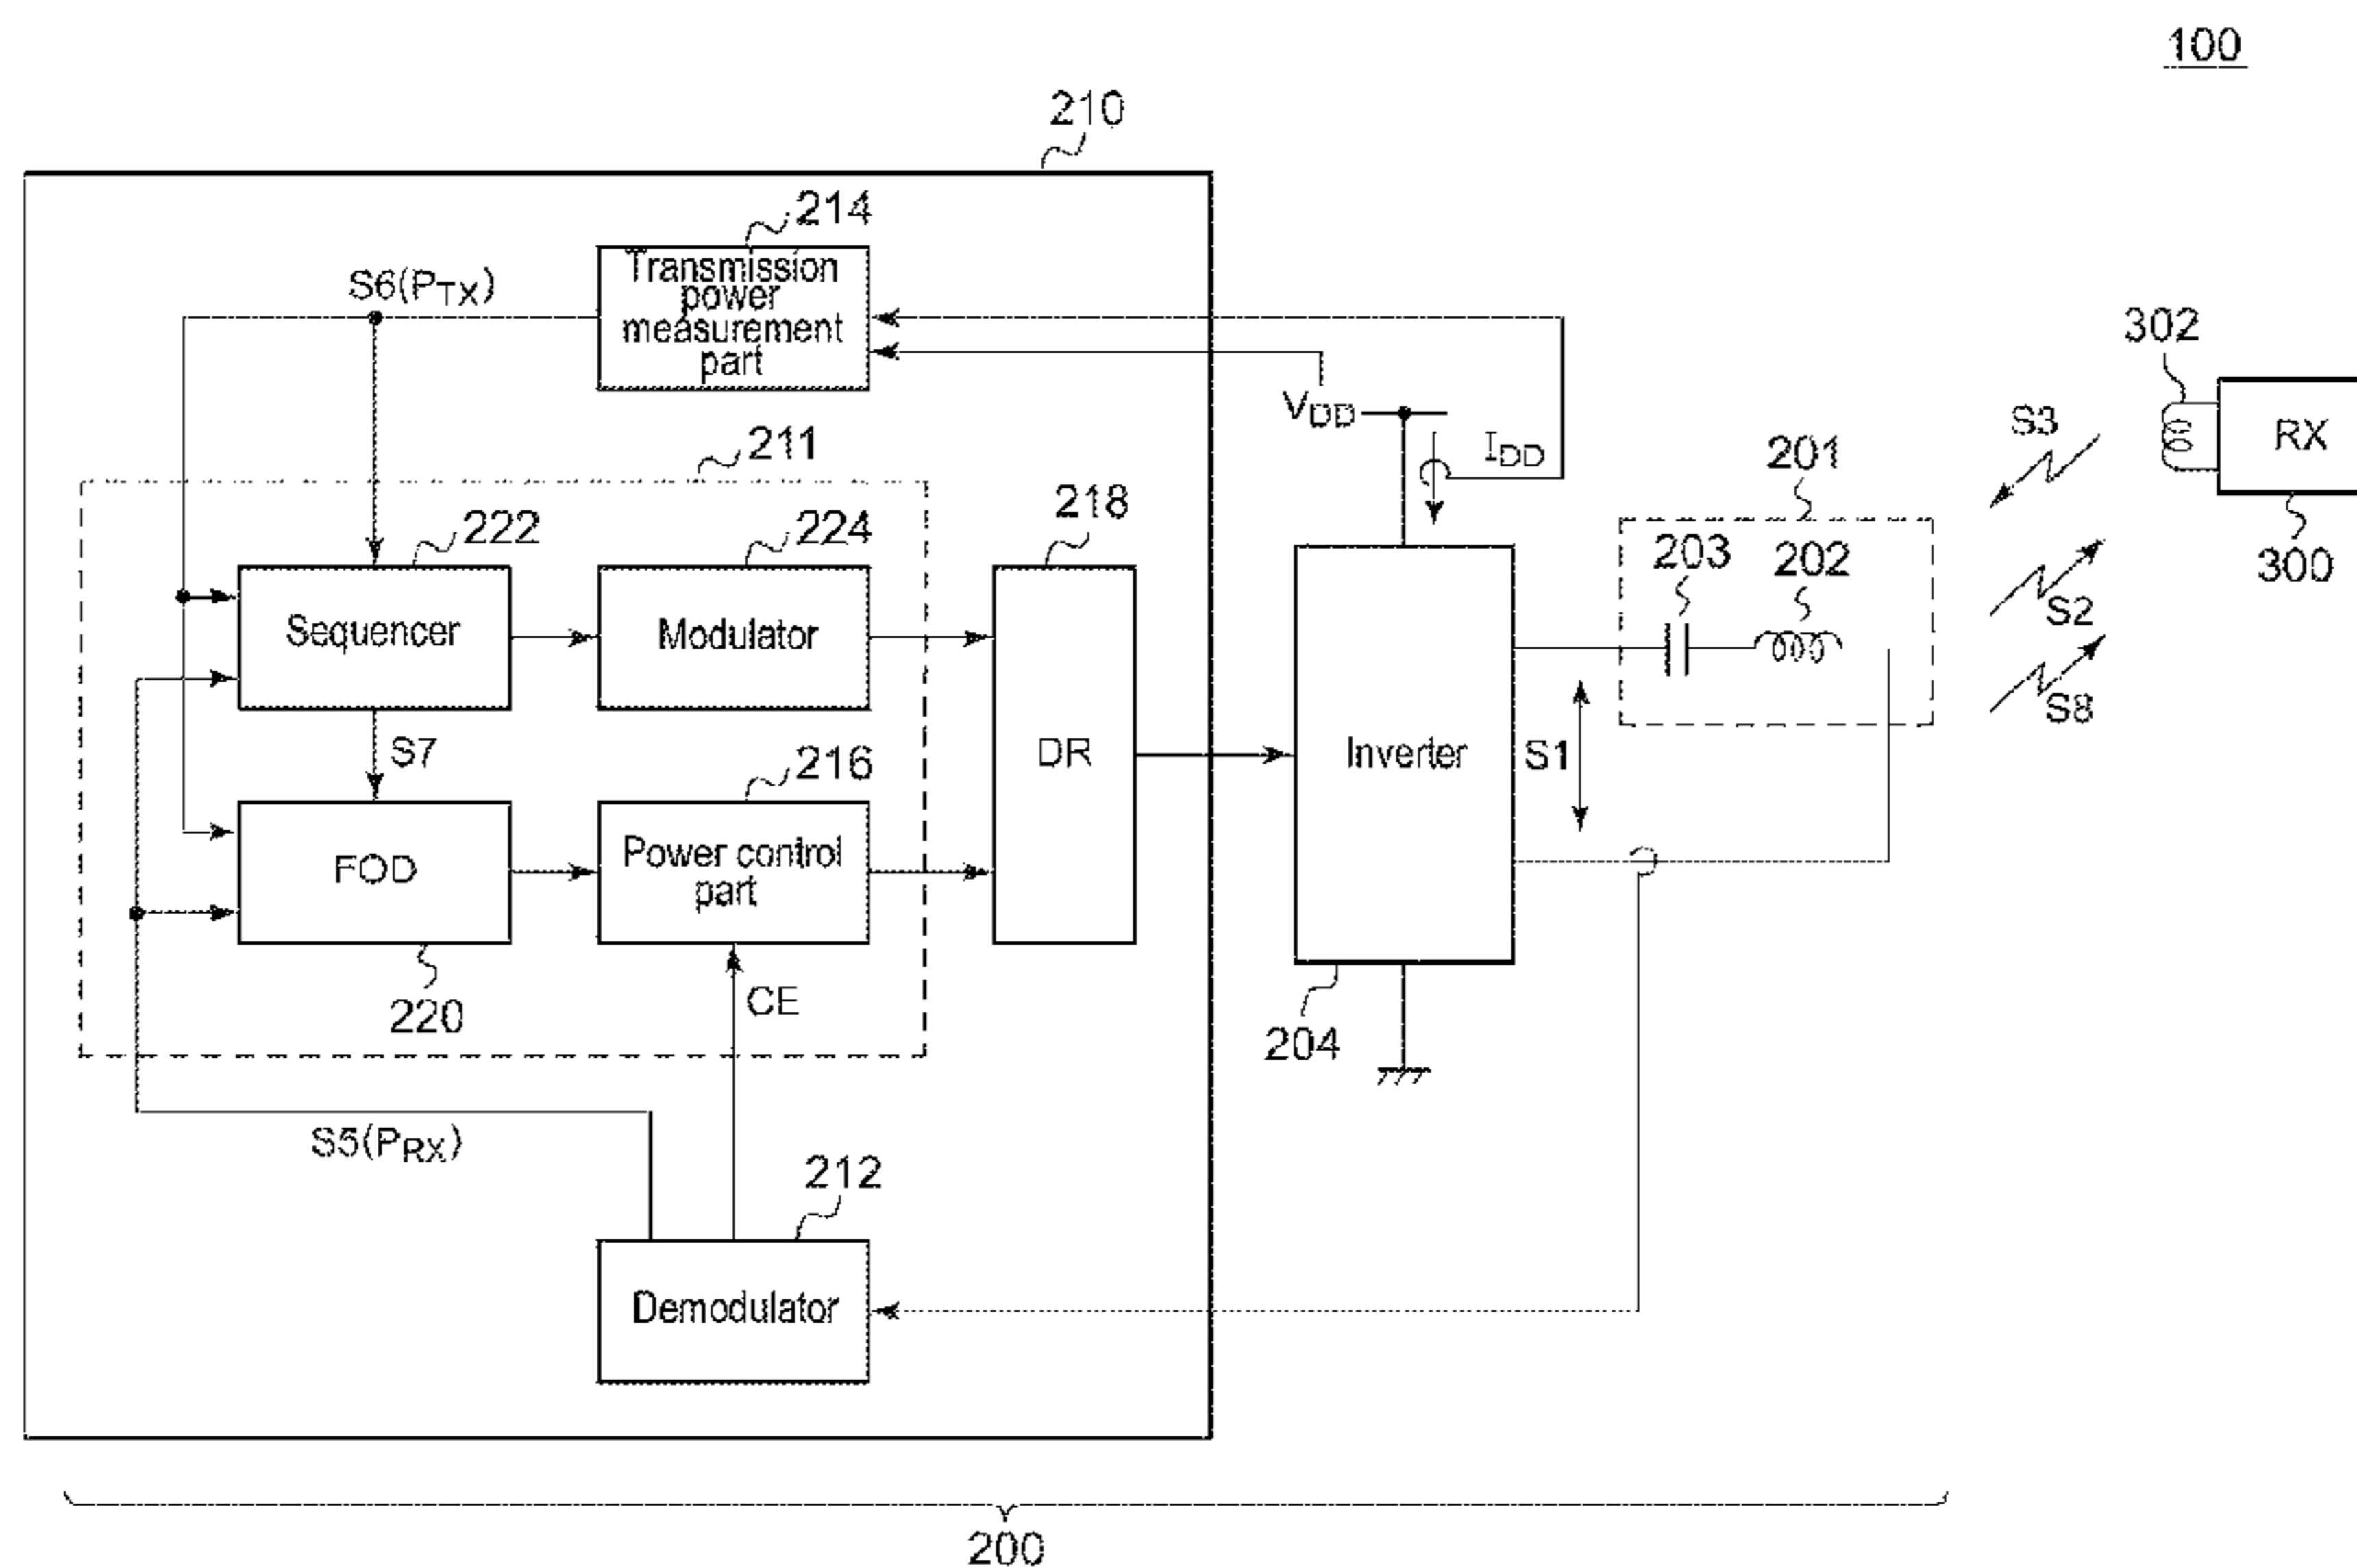 100
210
214
Transmission
power
measurement
part
S6(PTX)
302
RX
S3
300
VDD
IDD
211
201
218
222
224
203
202
S2
Sequencer
Modulator
S8
S7
216
DR
Inverter
S1
FOD
Power control
part
220
CE
204
S5(PRX)
212
Demodulator
200